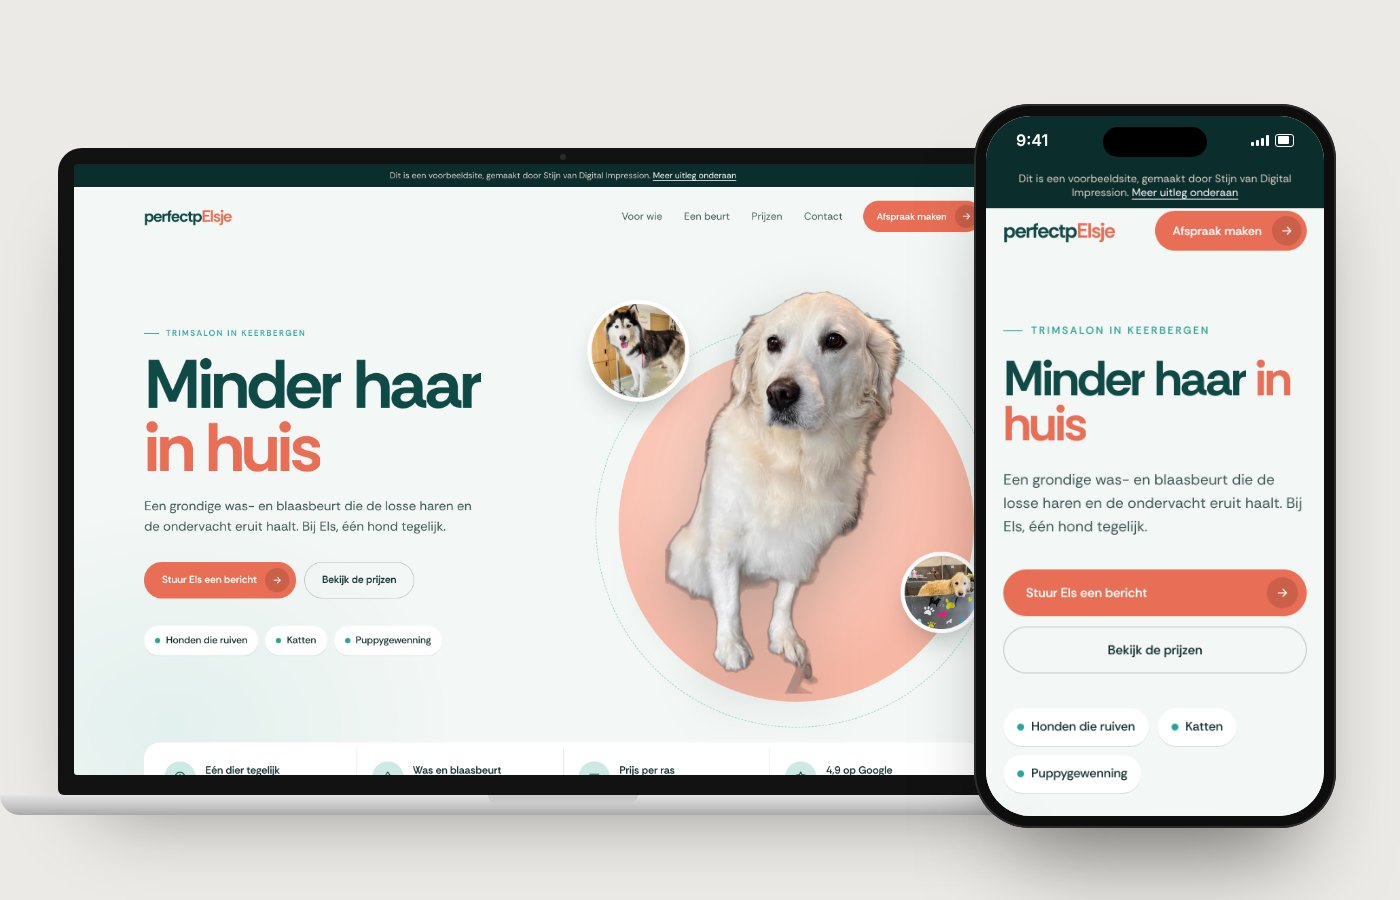 Dit is een voorbeeldsite, gemaakt door Stijn van Digital Impression. Meer uitleg onderaan
perfectpElsje
Voor wie
Een beurt
Prijzen
Contact
Afspraak maken
TRIMSALON IN KEERBERGEN
Minder haar
in huis
Een grondige was- en blaasbeurt die de losse haren en
de ondervacht eruit haalt. Bij Els, één hond tegelijk.
Stuur Els een bericht
Bekijk de prijzen
Honden die ruiven
Katten
Puppygewenning
Eén dier tegelijk
Was en blaasbeurt
Prijs per ras
4,9 op Google
9:41
Dit is een voorbeeldsite, gemaakt door Stijn van Digital
Impression. Meer uitleg onderaan
perfectpElsje
Afspraak maken
TRIMSALON IN KEERBERGEN
Minder haar in
huis
Een grondige was- en blaasbeurt die de
losse haren en de ondervacht eruit haalt. Bij
Els, één hond tegelijk.
Stuur Els een bericht
Bekijk de prijzen
Honden die ruiven
Katten
Puppygewenning